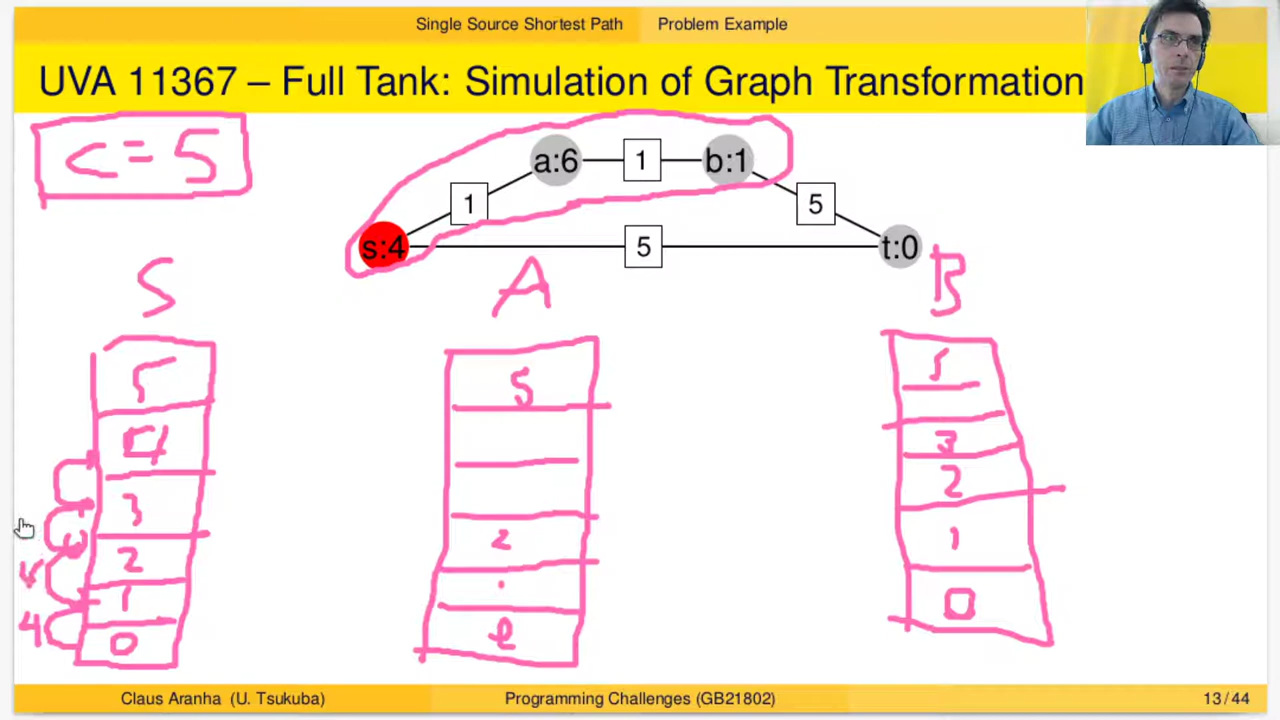 Single Source Shortest Path Problem Example
UVA 11367 – Full Tank: Simulation of Graph Transformation
C=5
a:6 1 b:1
1 5
s:4 5 t:0
S A B
5 5 5
4
3 3
2 2 2
1 1
0 0
4
Claus Aranha (U. Tsukuba) Programming Challenges (GB21802) 13 / 44